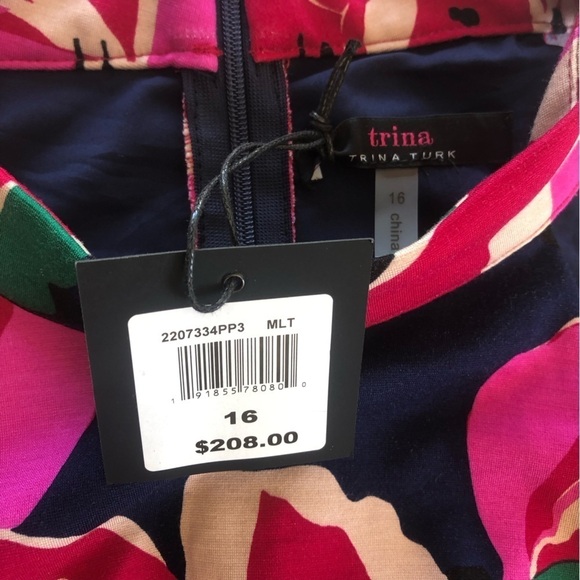 trina
TRINA TURK
16
china
2207334PP3 MLT
1 91855 78080 0
16
$208.00